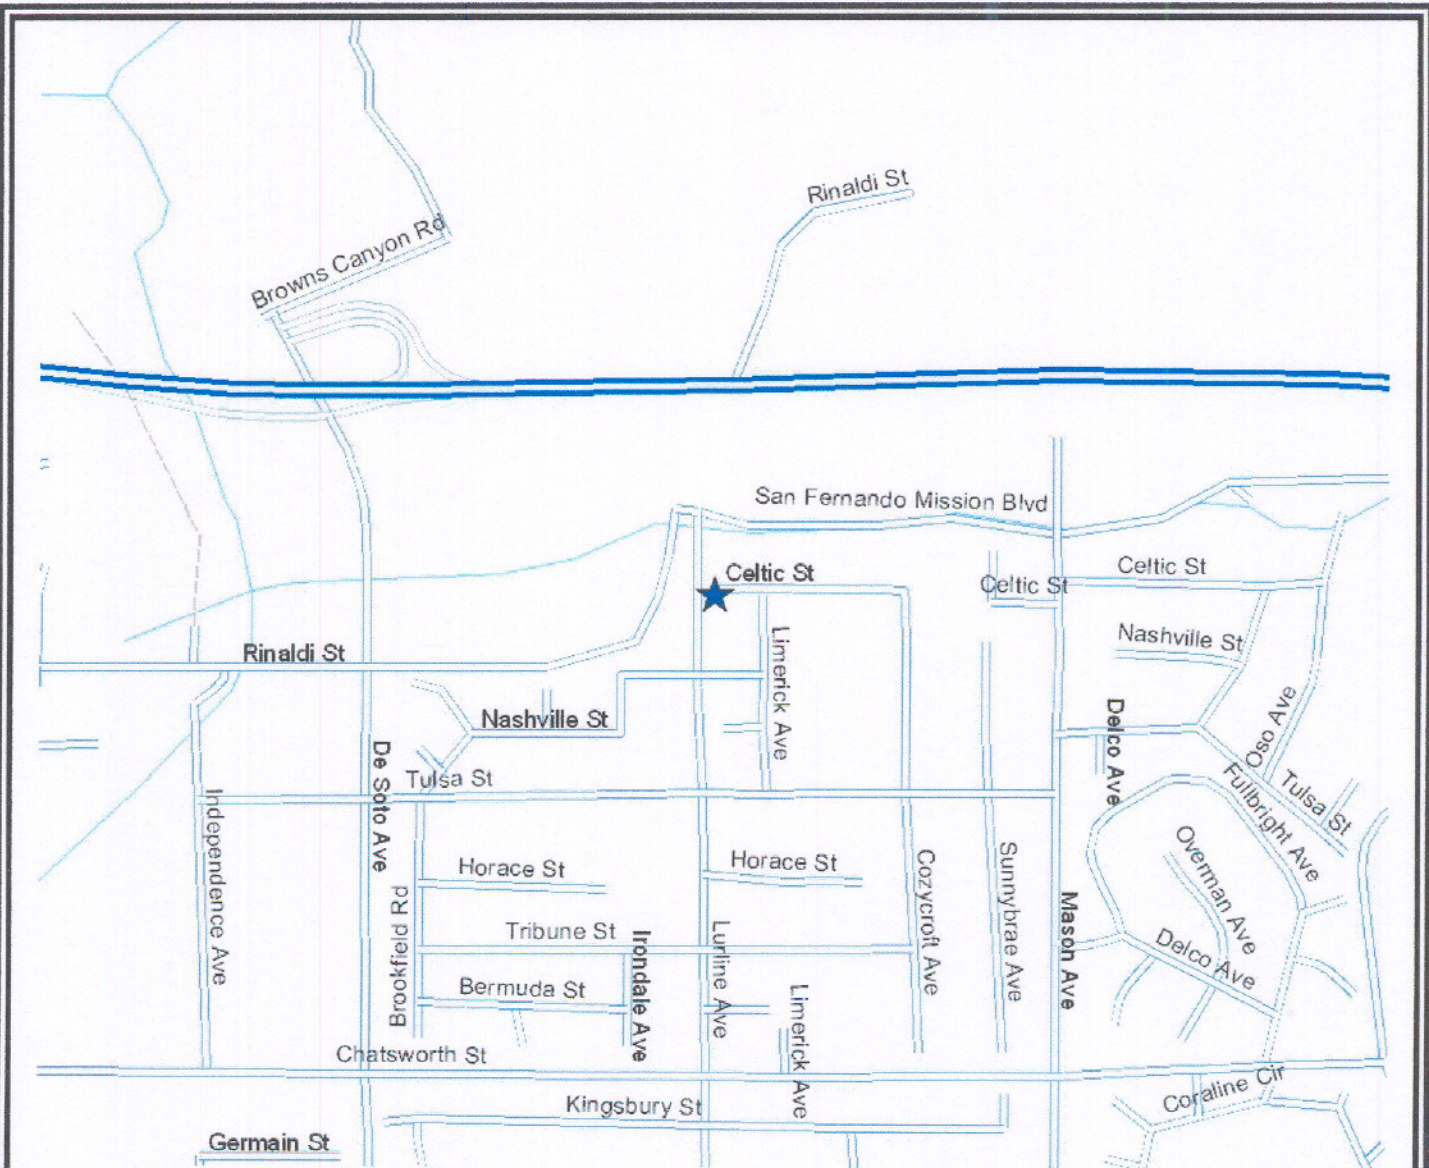 Rinaldi St
Browns Canyon Rd
San Fernando Mission Blvd
Celtic St
Celtic St
Celtic St
Rinaldi St
Limerick Ave
Nashville St
Nashville St
De Soto Ave
Tulsa St
Delco Ave
Oso Ave
Tulsa St
Fullbright Ave
Independence Ave
Horace St
Horace St
Cozycroft Ave
Sunnybrae Ave
Overman Ave
Brookfield Rd
Tribune St
Irondale Ave
Lurline Ave
Mason Ave
Delco Ave
Bermuda St
Limerick Ave
Chatsworth St
Coraline Cir
Kingsbury St
Germain St